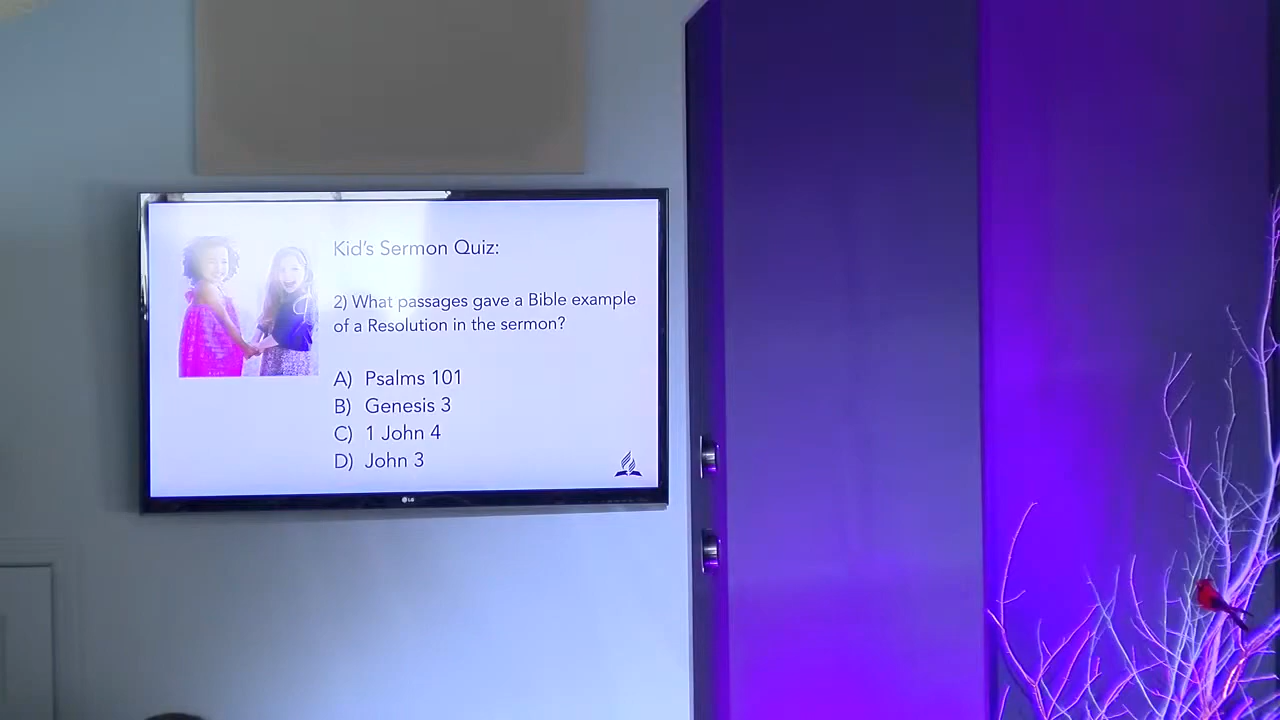 Kid's Sermon Quiz:
2) What passages gave a Bible example
of a Resolution in the sermon?
A) Psalms 101
B) Genesis 3
C) 1 John 4
D) John 3
LG